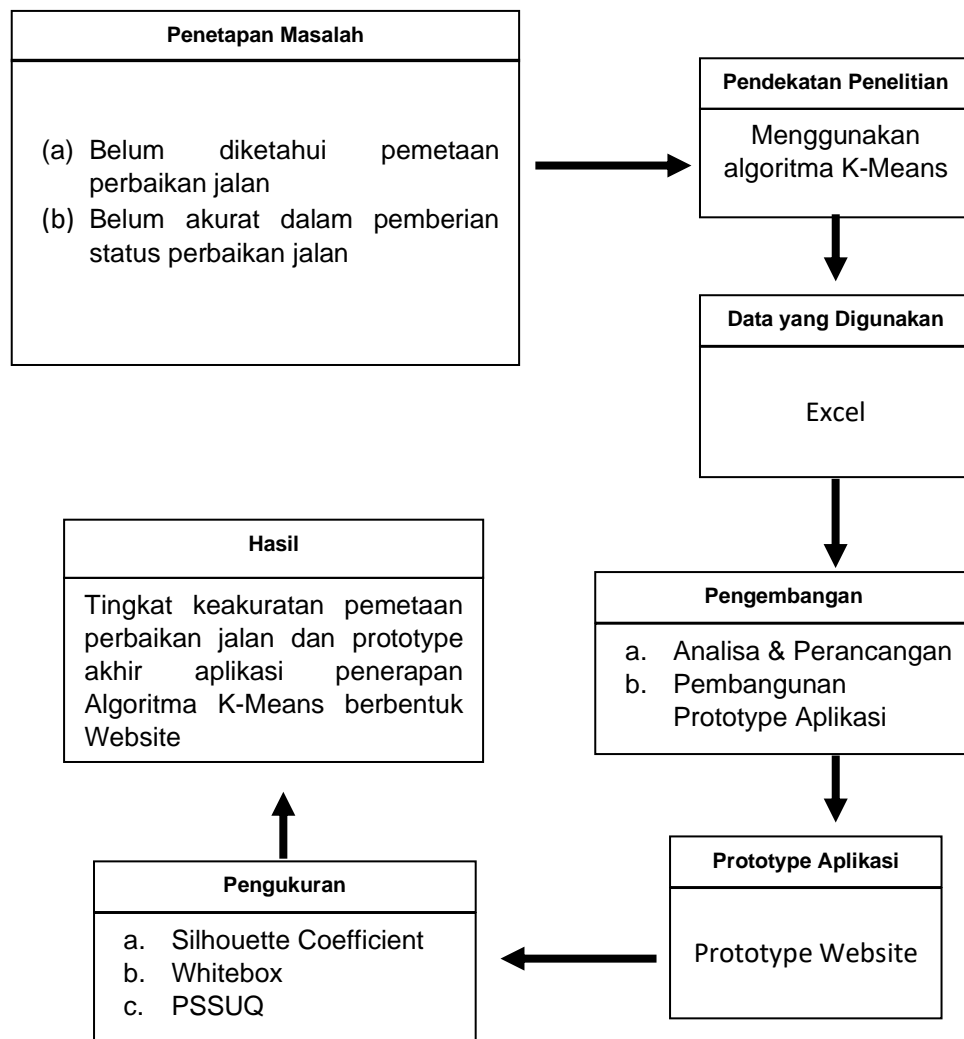 Penetapan Masalah
(a) Belum diketahui pemetaan
perbaikan jalan
(b) Belum akurat dalam pemberian
status perbaikan jalan
Pendekatan Penelitian
Menggunakan
algoritma K-Means
Data yang Digunakan
Excel
Pengembangan
a. Analisa & Perancangan
b. Pembangunan
Prototype Aplikasi
Prototype Aplikasi
Prototype Website
Pengukuran
a. Silhouette Coefficient
b. Whitebox
c. PSSUQ
Hasil
Tingkat keakuratan pemetaan
perbaikan jalan dan prototype
akhir aplikasi penerapan
Algoritma K-Means berbentuk
Website